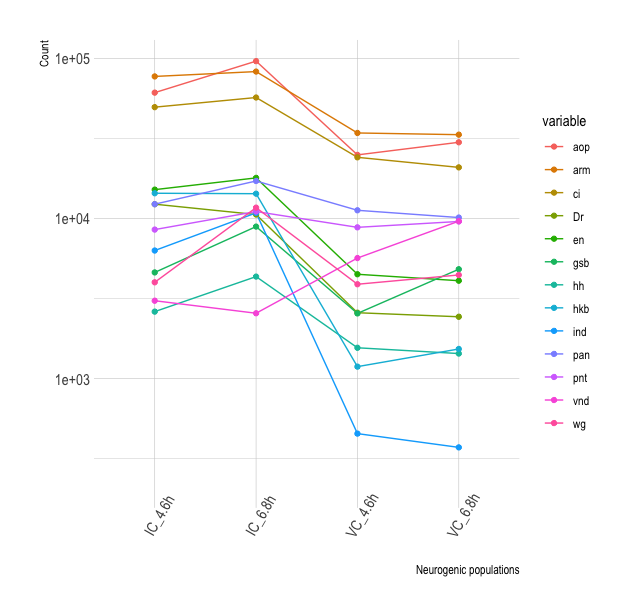 Count
1e+05
1e+04
1e+03
IC_4.6h
IC_6.8h
VC_4.6h
VC_6.8h
Neurogenic populations
variable
aop
arm
ci
Dr
en
gsb
hh
hkb
ind
pan
pnt
vnd
wg